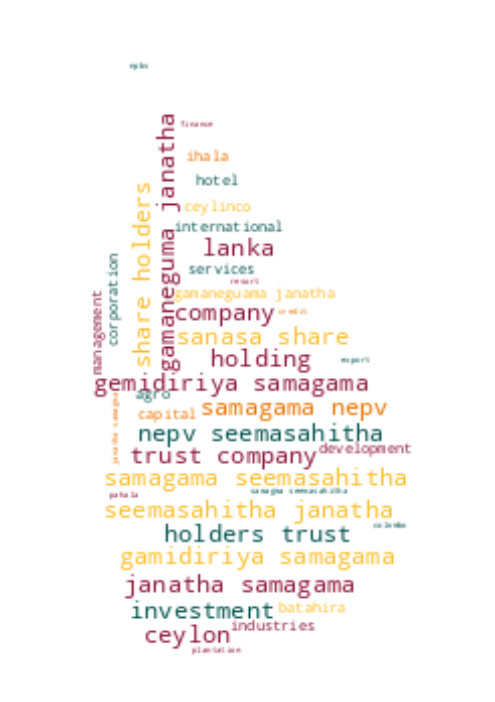 npbs
finance
gamaneguma janatha
ihala
hotel
share holders
ceylinco
international
lanka
corporation
services
resort
management
gamaneguama janatha
company
credit
sanasa share
holding
export
gemidiriya samagama
agro
janatha samagma
capital
samagama nepv
nepv seemasahitha
trust company
development
samagama seemasahitha
samagma seemasahitha
pahala
seemasahitha janatha
colombo
holders trust
gamidiriya samagama
janatha samagama
investment
batahira
industries
ceylon
plantation